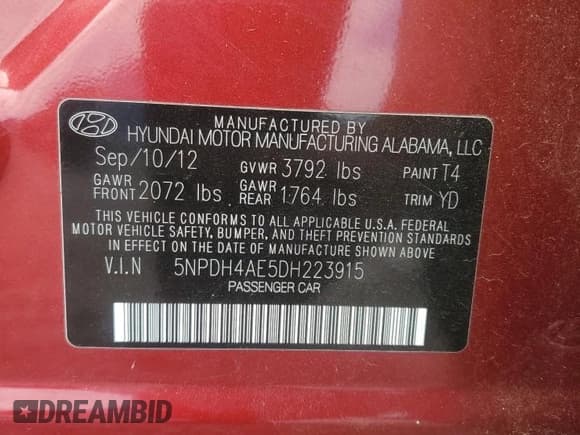 MANUFACTURED BY
HYUNDAI MOTOR MANUFACTURING ALABAMA, LLC
Sep/10/12 GVWR 3792 lbs PAINT T4
GAWR FRONT 2072 lbs GAWR REAR 1764 lbs TRIM YD
THIS VEHICLE CONFORMS TO ALL APPLICABLE U.S.A. FEDERAL
MOTOR VEHICLE SAFETY, BUMPER, AND THEFT PREVENTION STANDARDS
IN EFFECT ON THE DATE OF MANUFACTURE SHOWN ABOVE
V.I.N 5NPDH4AE5DH223915
PASSENGER CAR
DREAMBID